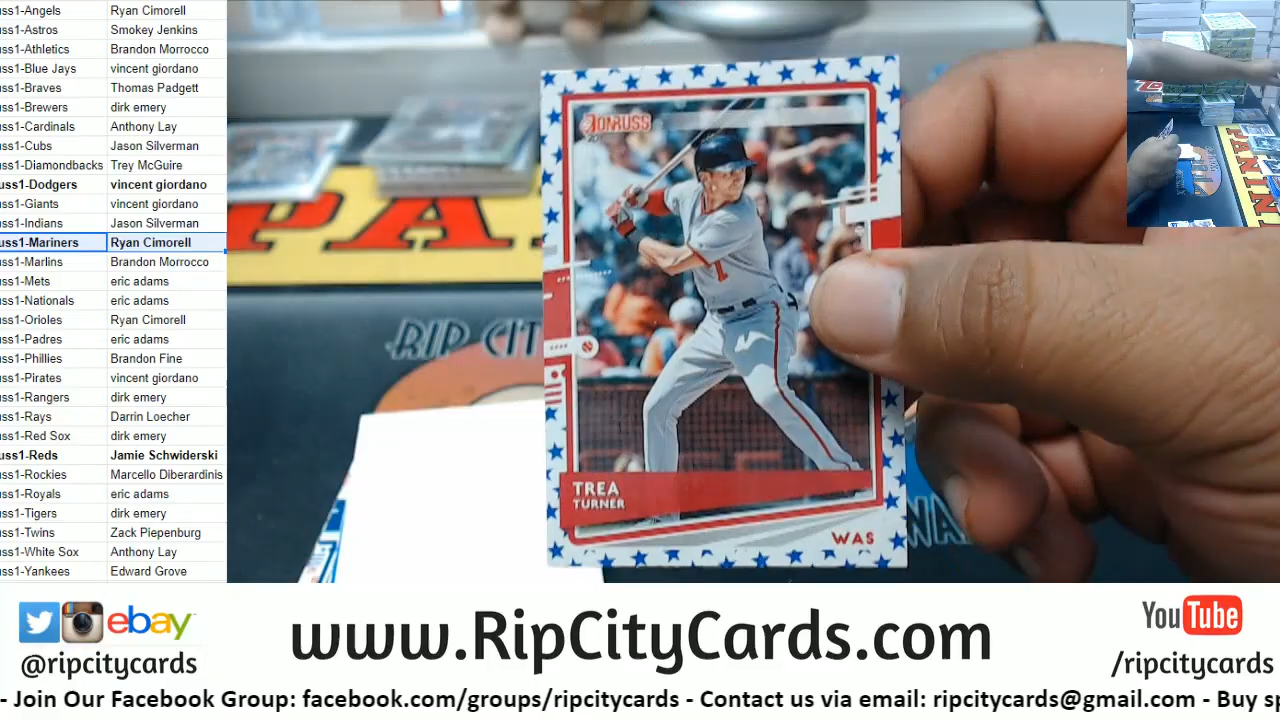 uss1-Angels Ryan Cimorell
uss1-Astros Smokey Jenkins
uss1-Athletics Brandon Morrocco
uss1-Blue Jays vincent giordano
uss1-Braves Thomas Padgett
uss1-Brewers dirk emery
uss1-Cardinals Anthony Lay
uss1-Cubs Jason Silverman
uss1-Diamondbacks Trey McGuire
uss1-Dodgers vincent giordano
uss1-Giants vincent giordano
uss1-Indians Jason Silverman
uss1-Mariners Ryan Cimorell
uss1-Marlins Brandon Morrocco
uss1-Mets eric adams
uss1-Nationals eric adams
uss1-Orioles Ryan Cimorell
uss1-Padres eric adams
uss1-Phillies Brandon Fine
uss1-Pirates vincent giordano
uss1-Rangers dirk emery
uss1-Rays Darrin Loecher
uss1-Red Sox dirk emery
uss1-Reds Jamie Schwiderski
uss1-Rockies Marcello Diberardinis
uss1-Royals eric adams
uss1-Tigers dirk emery
uss1-Twins Zack Piepenburg
uss1-White Sox Anthony Lay
uss1-Yankees Edward Grove
DONRUSS
1
TREA
TURNER
WAS
PA
RIP CIT
WA
PANINI
ebay
@ripcitycards
www.RipCityCards.com
YouTube
/ripcitycards
- Join Our Facebook Group: facebook.com/groups/ripcitycards - Contact us via email: ripcitycards@gmail.com - Buy sp